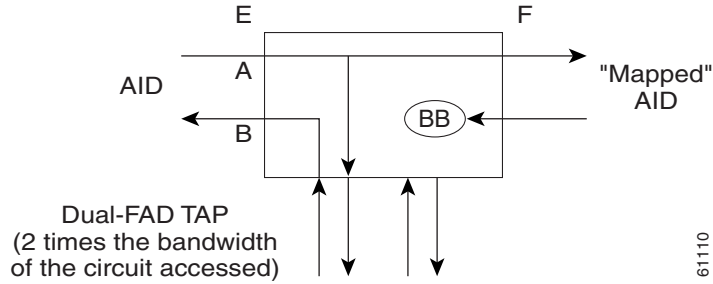 E
F
A
AID
"Mapped"
AID
BB
B
Dual-FAD TAP
(2 times the bandwidth
of the circuit accessed)
61110